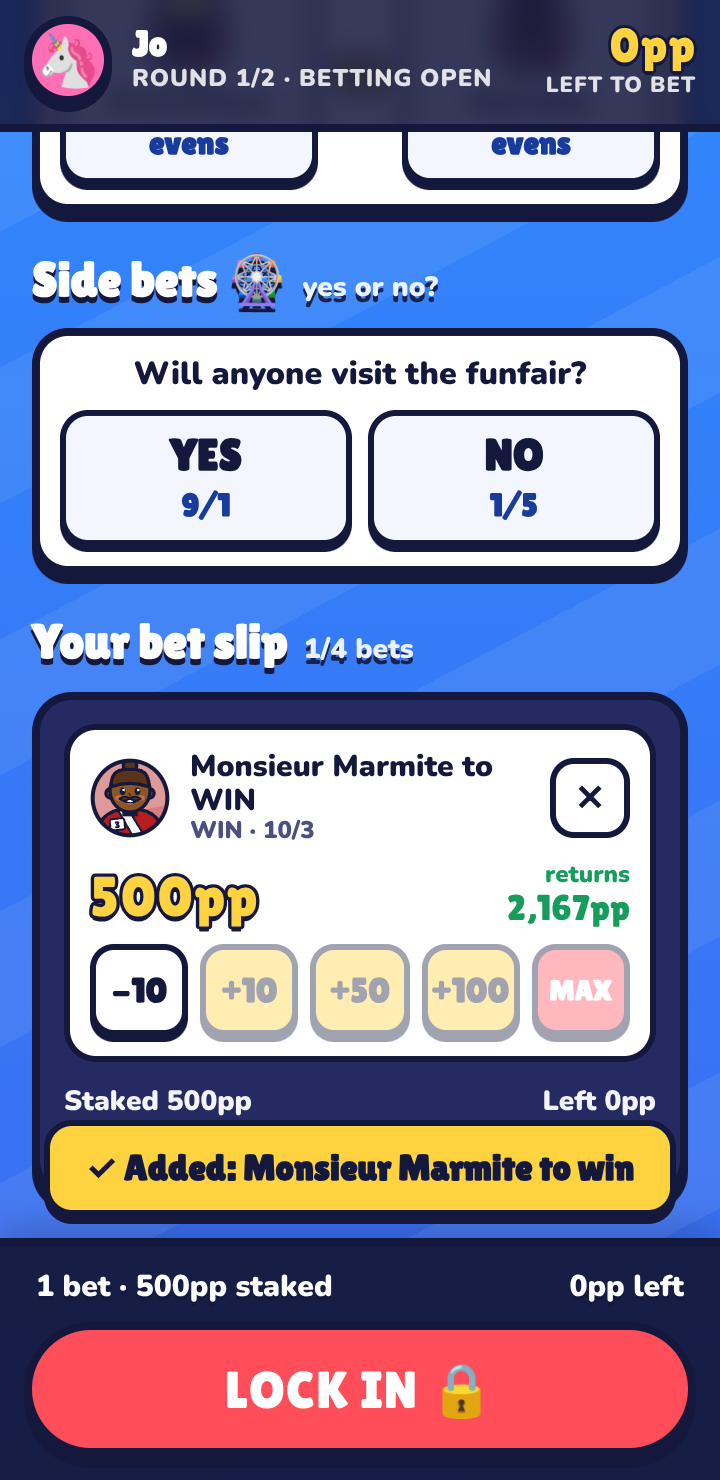 Jo
ROUND 1/2 · BETTING OPEN
0pp
LEFT TO BET
evens
evens
Side bets 🎡 yes or no?
Will anyone visit the funfair?
YES
9/1
NO
1/5
Your bet slip 1/4 bets
Monsieur Marmite to
WIN
WIN · 10/3
✕
500pp
returns
2,167pp
−10 +10 +50 +100 MAX
Staked 500pp
Left 0pp
✓ Added: Monsieur Marmite to win
1 bet · 500pp staked
0pp left
LOCK IN 🔒